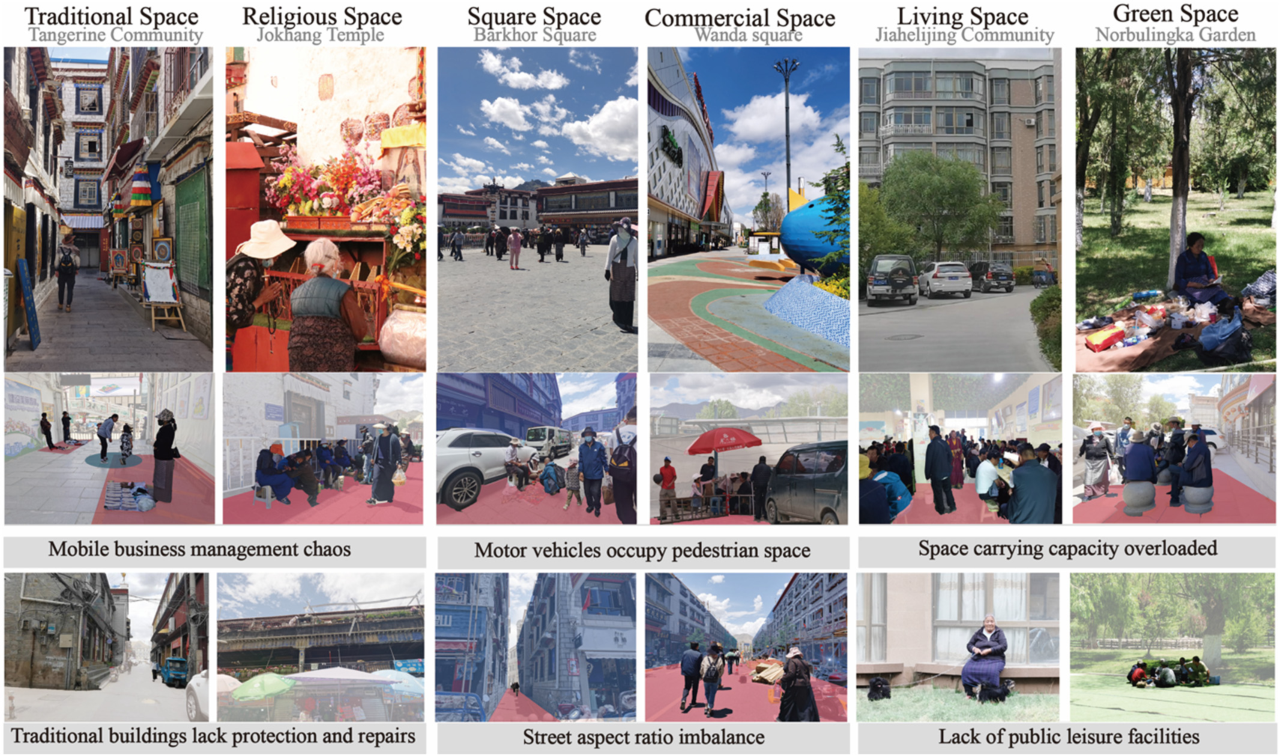 Traditional Space
Tangerine Community
Religious Space
Jokhang Temple
Square Space
Barkhor Square
Commercial Space
Wanda square
Living Space
Jiahelijing Community
Green Space
Norbulingka Garden
Mobile business management chaos
Motor vehicles occupy pedestrian space
Space carrying capacity overloaded
Traditional buildings lack protection and repairs
Street aspect ratio imbalance
Lack of public leisure facilities